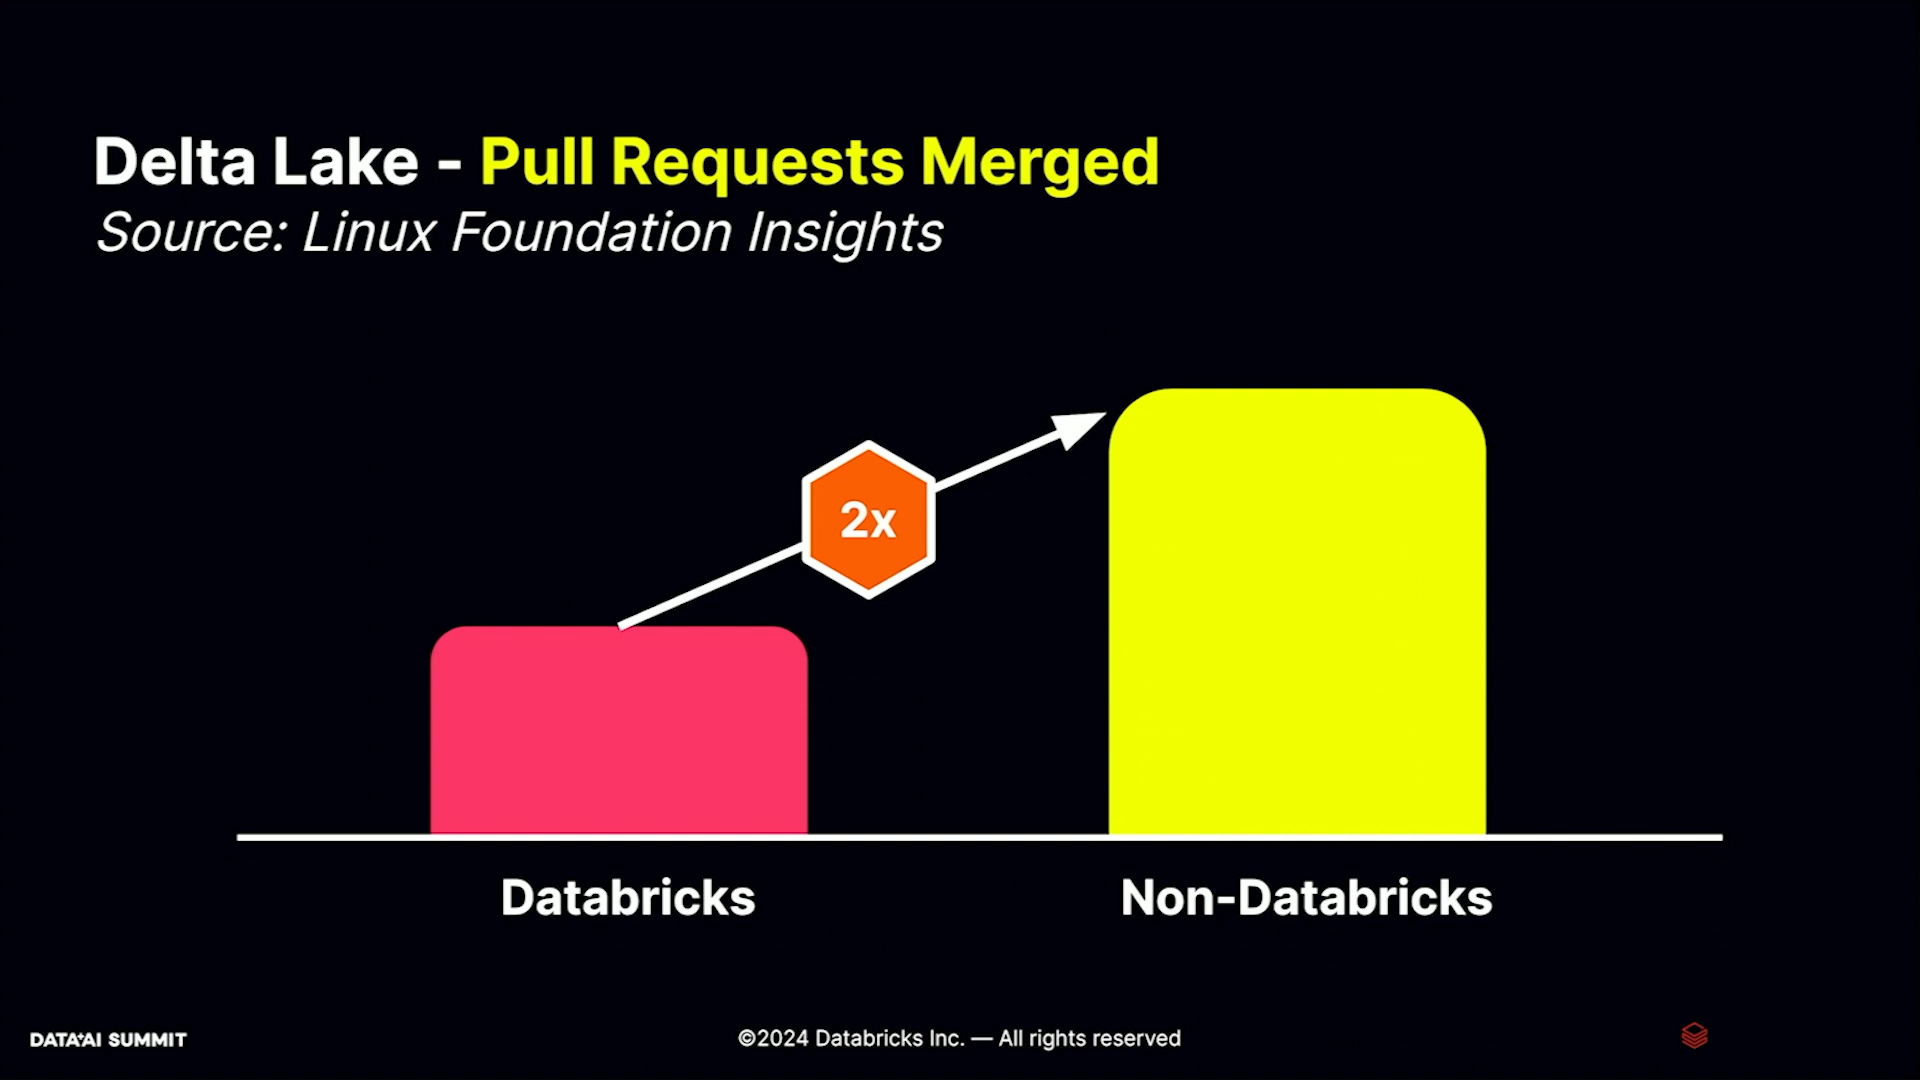 Delta Lake - Pull Requests Merged
Source: Linux Foundation Insights
2x
Databricks
Non-Databricks
DATA+AI SUMMIT
©2024 Databricks Inc. — All rights reserved